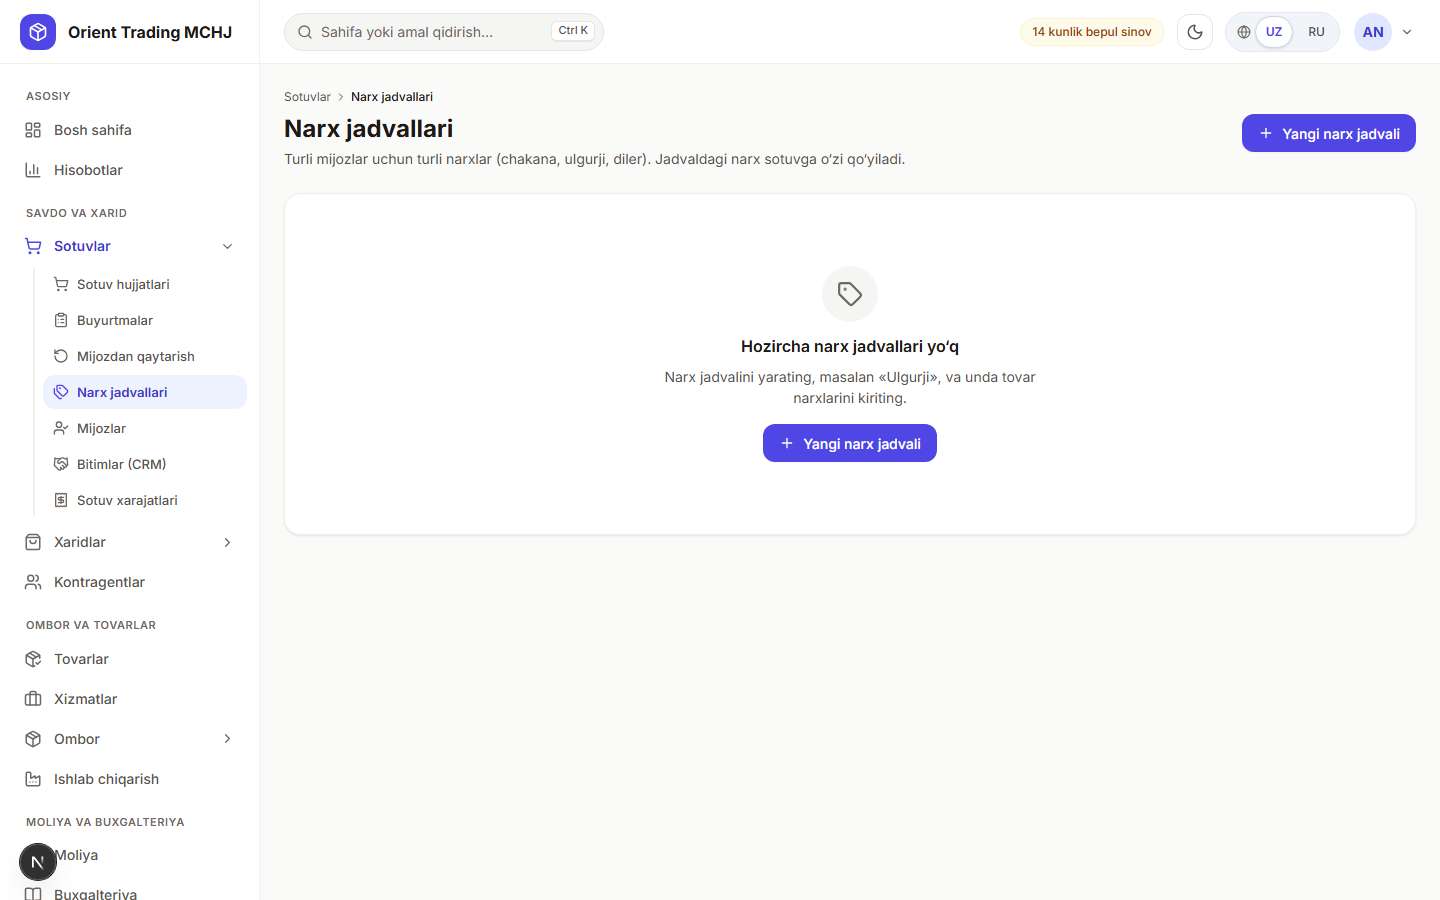 Orient Trading MCHJ
Sahifa yoki amal qidirish...
Ctrl K
14 kunlik bepul sinov
UZ
RU
AN
ASOSIY
Bosh sahifa
Hisobotlar
SAVDO VA XARID
Sotuvlar
Sotuv hujjatlari
Buyurtmalar
Mijozdan qaytarish
Narx jadvallari
Mijozlar
Bitimlar (CRM)
Sotuv xarajatlari
Xaridlar
Kontragentlar
OMBOR VA TOVARLAR
Tovarlar
Xizmatlar
Ombor
Ishlab chiqarish
MOLIYA VA BUXGALTERIYA
N
Moliya
Buxgalteriya
Sotuvlar > Narx jadvallari
Narx jadvallari
Turli mijozlar uchun turli narxlar (chakana, ulgurji, diler). Jadvaldagi narx sotuvga oʻzi qoʻyiladi.
+ Yangi narx jadvali
Hozircha narx jadvallari yoʻq
Narx jadvalini yarating, masalan «Ulgurji», va unda tovar
narxlarini kiriting.
+ Yangi narx jadvali